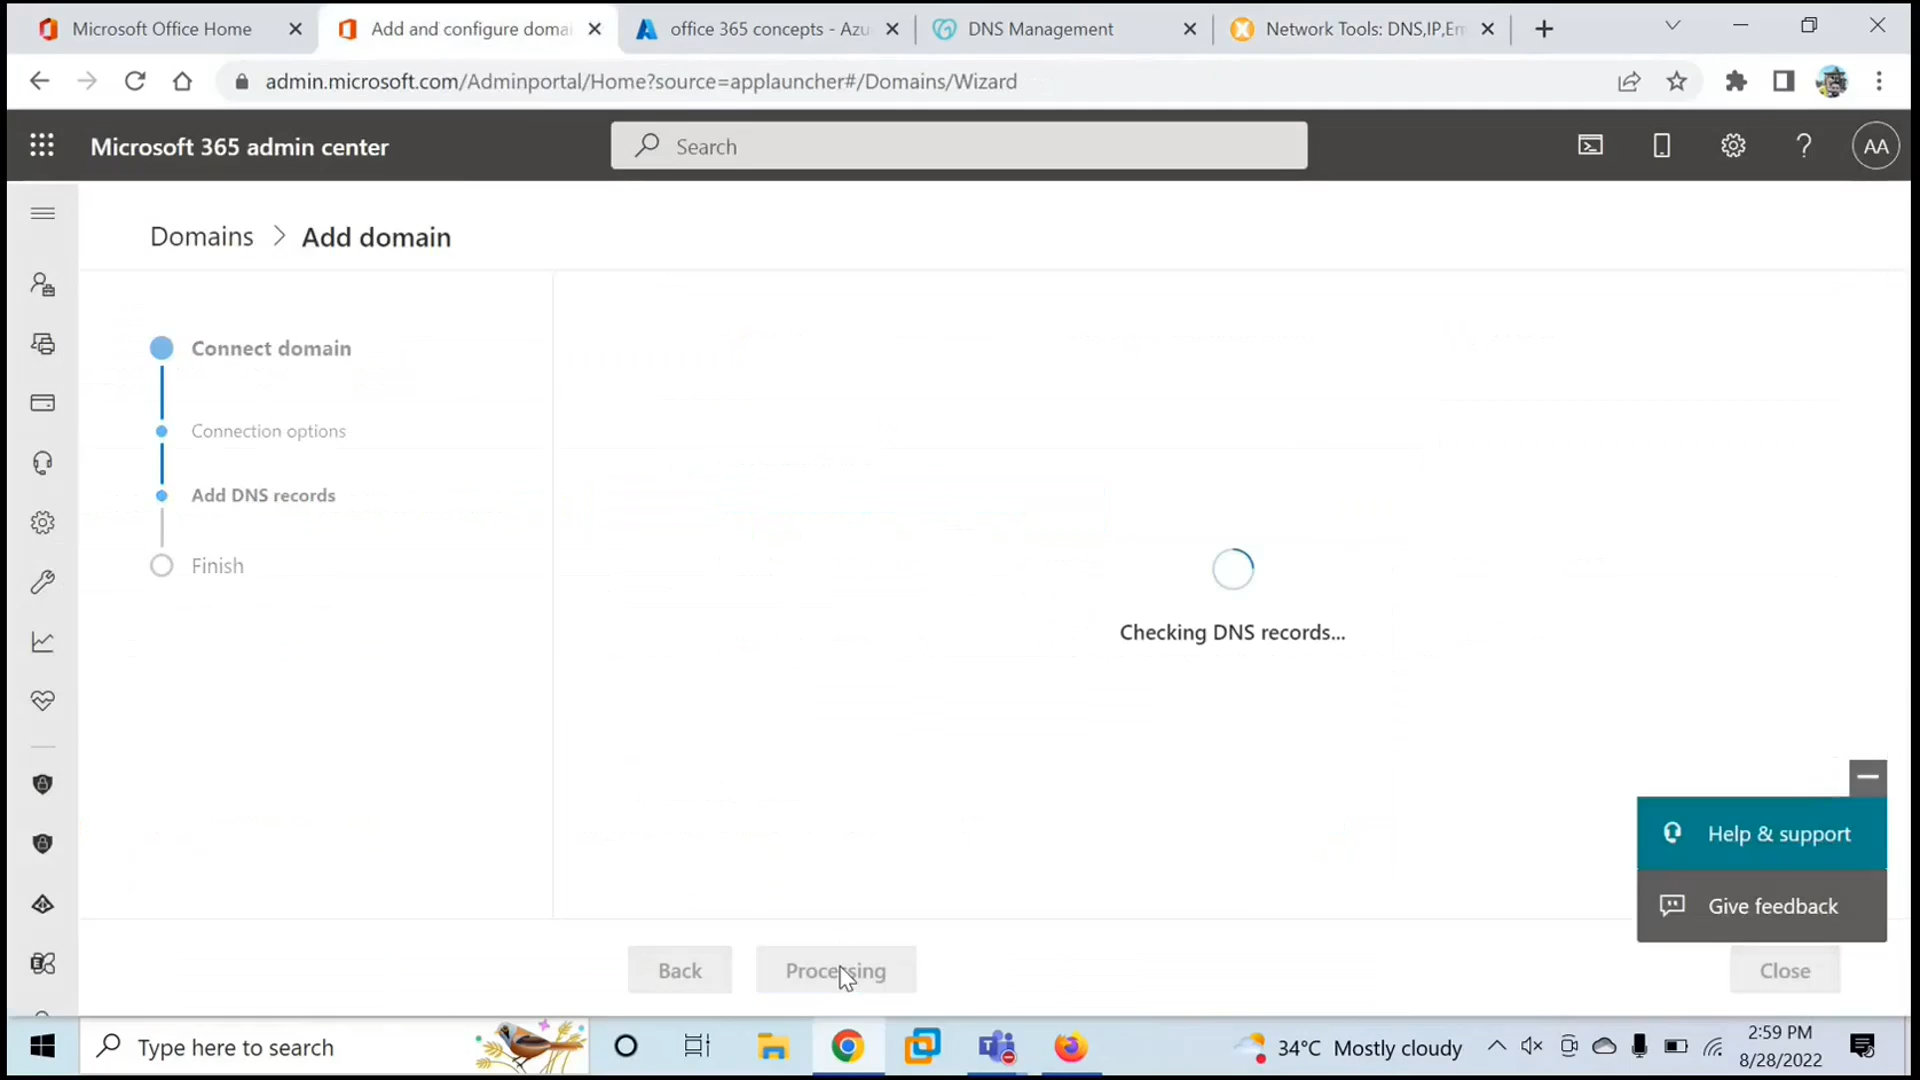 Microsoft Office Home
Add and configure domai
office 365 concepts - Azu
DNS Management
Network Tools: DNS,IP,Em
admin.microsoft.com/Adminportal/Home?source=applauncher#/Domains/Wizard
Microsoft 365 admin center
Search
AA
Domains > Add domain
Connect domain
Connection options
Add DNS records
Finish
Checking DNS records...
Help & support
Give feedback
Back
Processing
Close
Type here to search
34°C Mostly cloudy
2:59 PM
8/28/2022